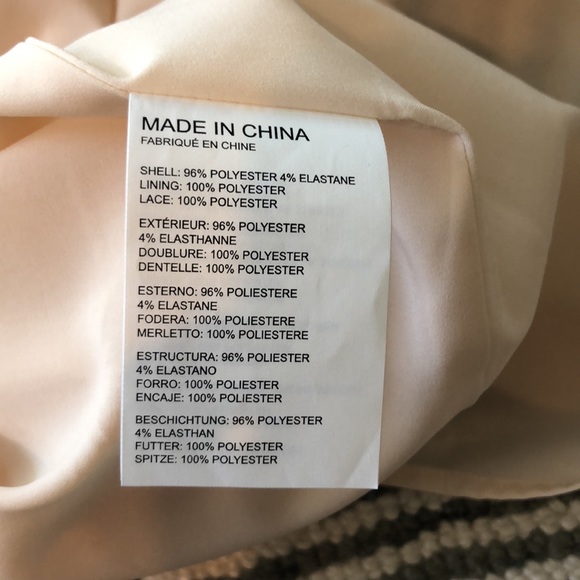 MADE IN CHINA
FABRIQUÉ EN CHINE
SHELL: 96% POLYESTER 4% ELASTANE
LINING: 100% POLYESTER
LACE: 100% POLYESTER
EXTÉRIEUR: 96% POLYESTER
4% ELASTHANNE
DOUBLURE: 100% POLYESTER
DENTELLE: 100% POLYESTER
ESTERNO: 96% POLIESTERE
4% ELASTANE
FODERA: 100% POLIESTERE
MERLETTO: 100% POLIESTERE
ESTRUCTURA: 96% POLIESTER
4% ELASTANO
FORRO: 100% POLIESTER
ENCAJE: 100% POLIESTER
BESCHICHTUNG: 96% POLYESTER
4% ELASTHAN
FUTTER: 100% POLYESTER
SPITZE: 100% POLYESTER